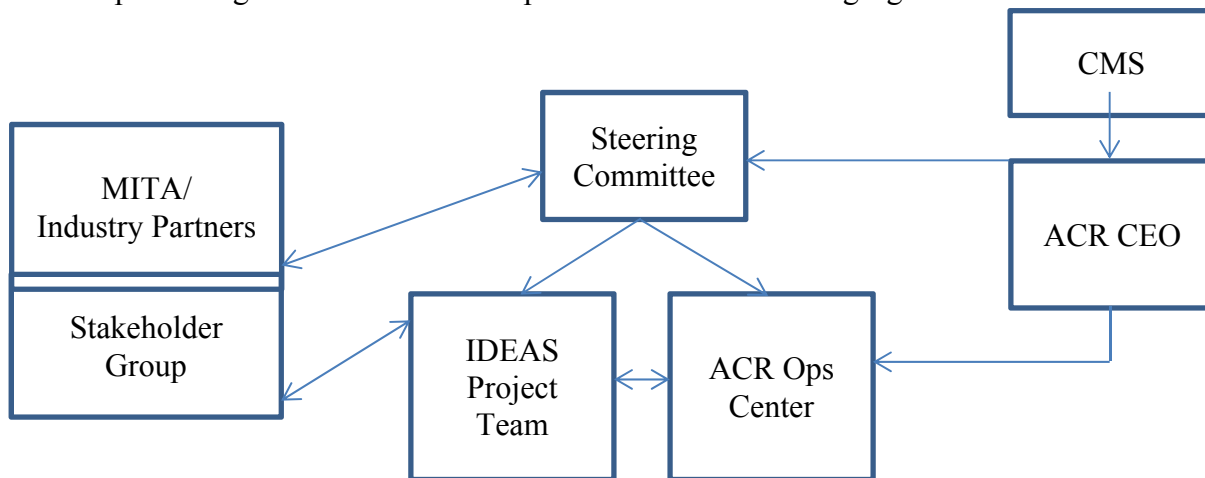 CMS
Steering
Committee
MITA/
Industry Partners
ACR CEO
Stakeholder
Group
IDEAS
Project
Team
ACR Ops
Center